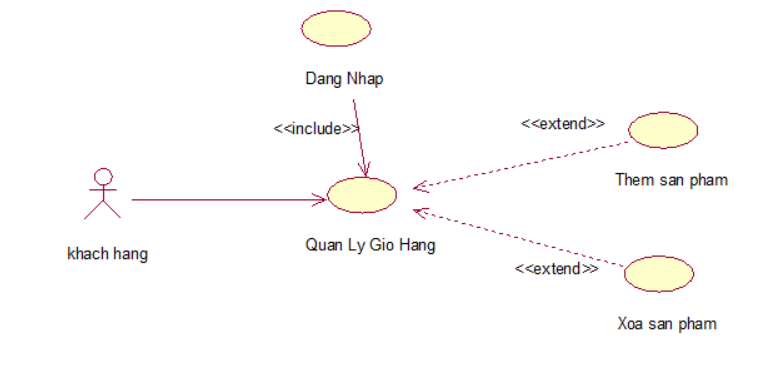 Dang Nhap
<<include>>
<<extend>>
Them san pham
khach hang
Quan Ly Gio Hang
<<extend>>
Xoa san pham